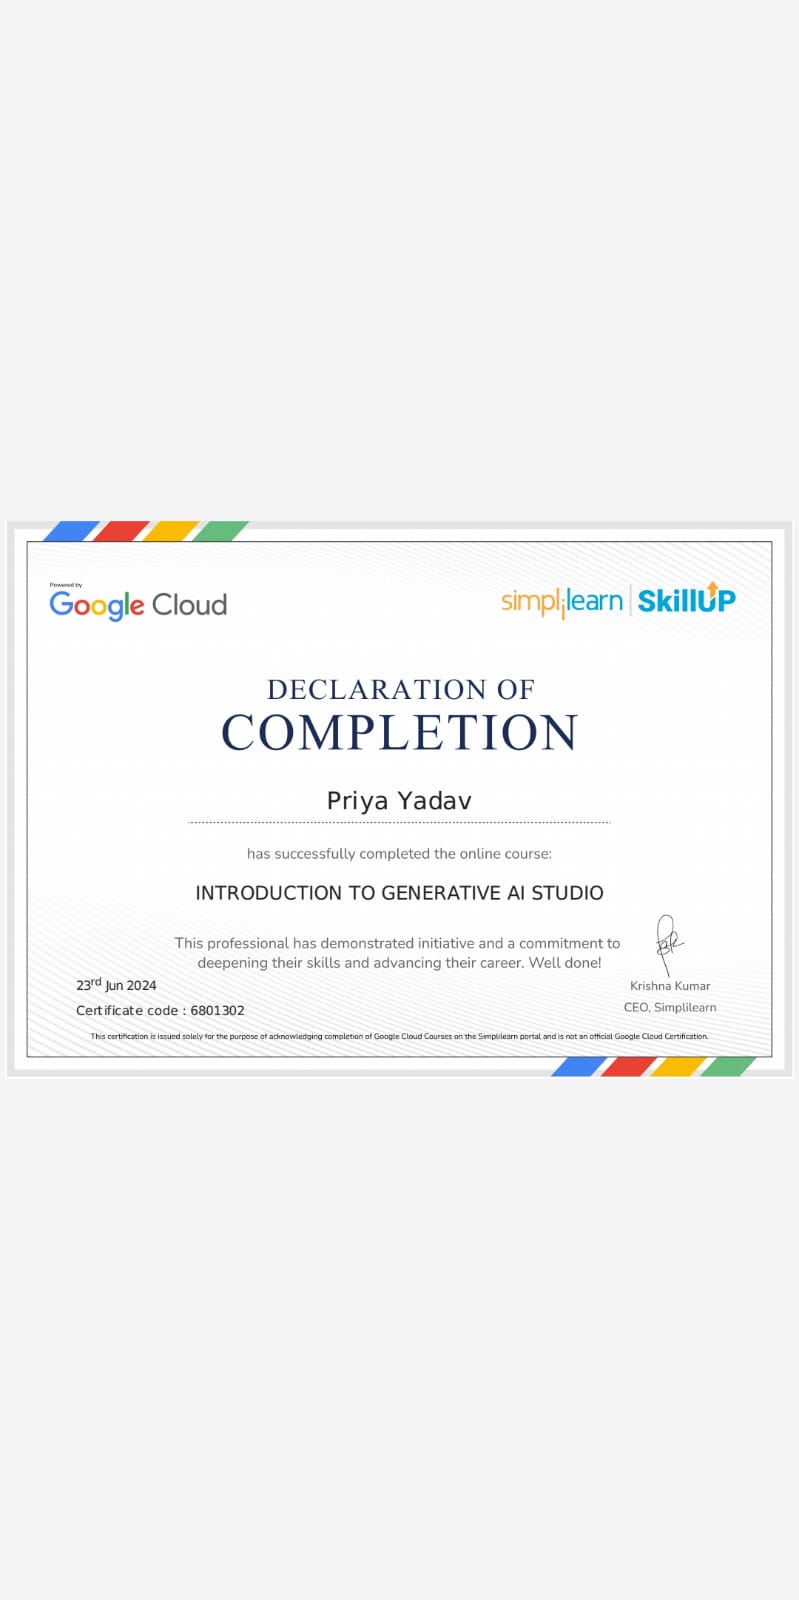 Powered by
Google Cloud
simplilearn | SkillUP
DECLARATION OF
COMPLETION
Priya Yadav
has successfully completed the online course:
INTRODUCTION TO GENERATIVE AI STUDIO
This professional has demonstrated initiative and a commitment to
deepening their skills and advancing their career. Well done!
23rd Jun 2024
Krishna Kumar
CEO, Simplilearn
Certificate code : 6801302
This certification is issued solely for the purpose of acknowledging completion of Google Cloud Courses on the Simplilearn portal and is not an official Google Cloud Certification.